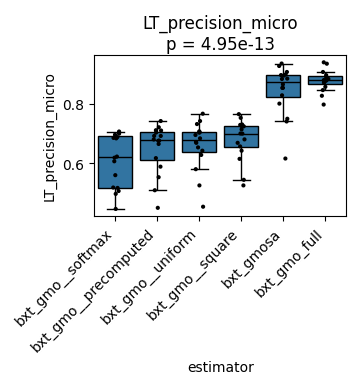 LT_precision_micro
p = 4.95e-13
LT_precision_micro
0.8
0.6
bxt_gmo__softmax
bxt_gmo__precomputed
bxt_gmo__uniform
bxt_gmo__square
bxt_gmosa
bxt_gmo_full
estimator